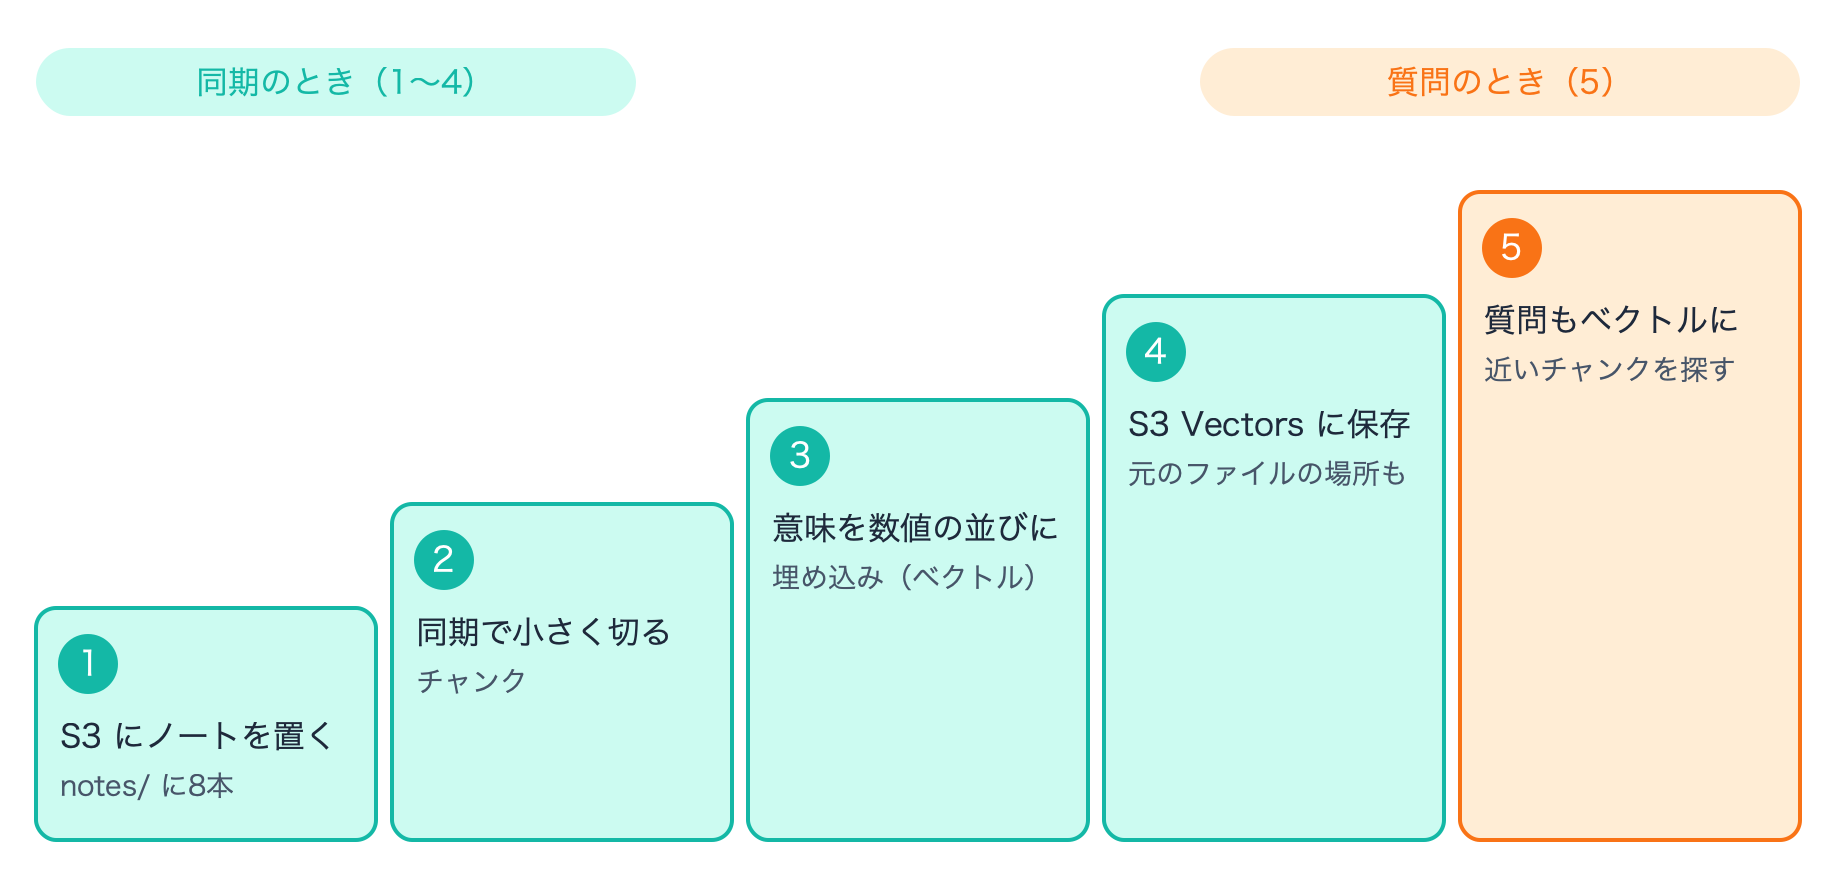 同期のとき（1〜4）
質問のとき（5）
1
S3 にノートを置く
notes/ に8本
2
同期で小さく切る
チャンク
3
意味を数値の並びに
埋め込み（ベクトル）
4
S3 Vectors に保存
元のファイルの場所も
5
質問もベクトルに
近いチャンクを探す